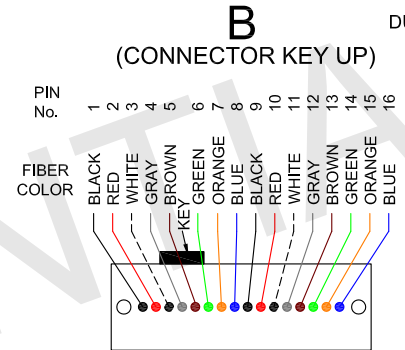 B
DU
(CONNECTOR KEY UP)
PIN No. 1 2 3 4 5 6 7 8 9 10 11 12 13 14 15 16
FIBER COLOR BLACK RED WHITE GRAY BROWN GREEN ORANGE BLUE BLACK RED WHITE GRAY BROWN GREEN ORANGE BLUE
KEY
NTIA